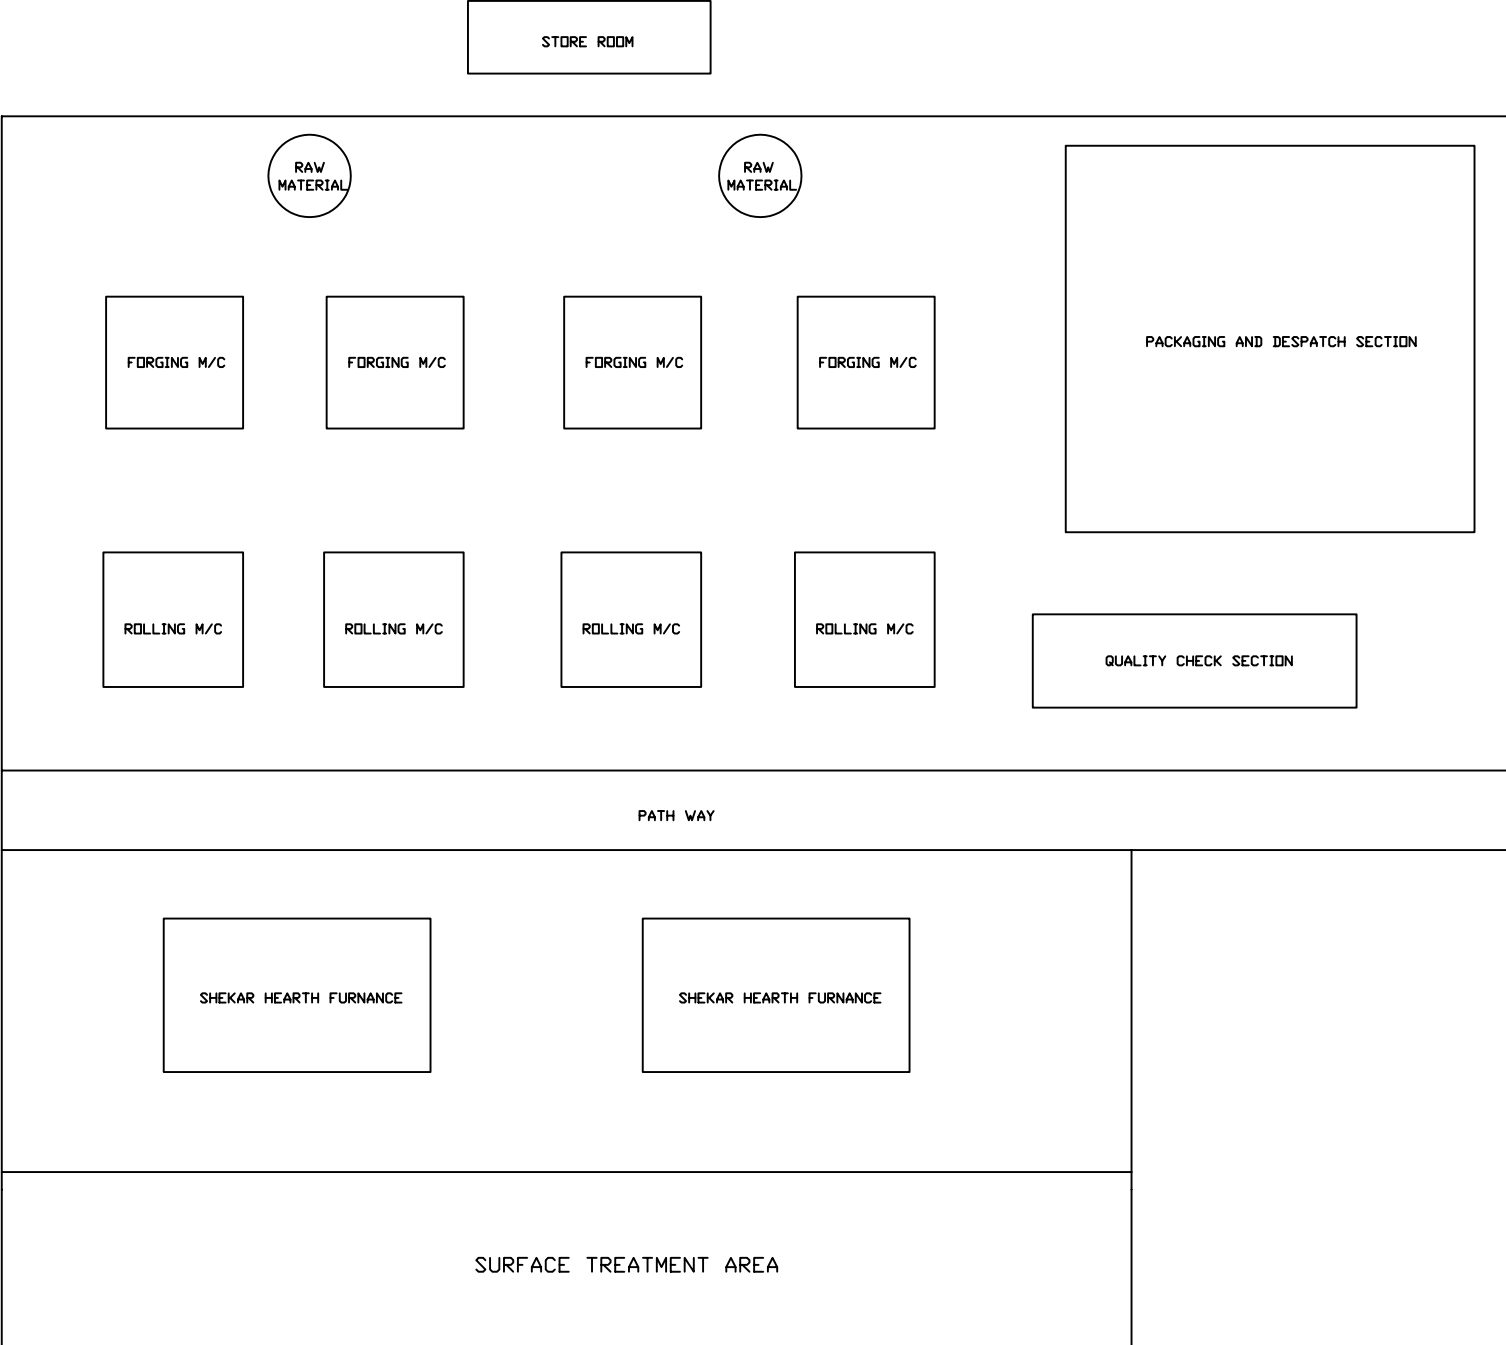 STORE ROOM
RAW
MATERIAL
RAW
MATERIAL
FORGING M/C
FORGING M/C
FORGING M/C
FORGING M/C
PACKAGING AND DESPATCH SECTION
ROLLING M/C
ROLLING M/C
ROLLING M/C
ROLLING M/C
QUALITY CHECK SECTION
PATH WAY
SHEKAR HEARTH FURNANCE
SHEKAR HEARTH FURNANCE
SURFACE TREATMENT AREA